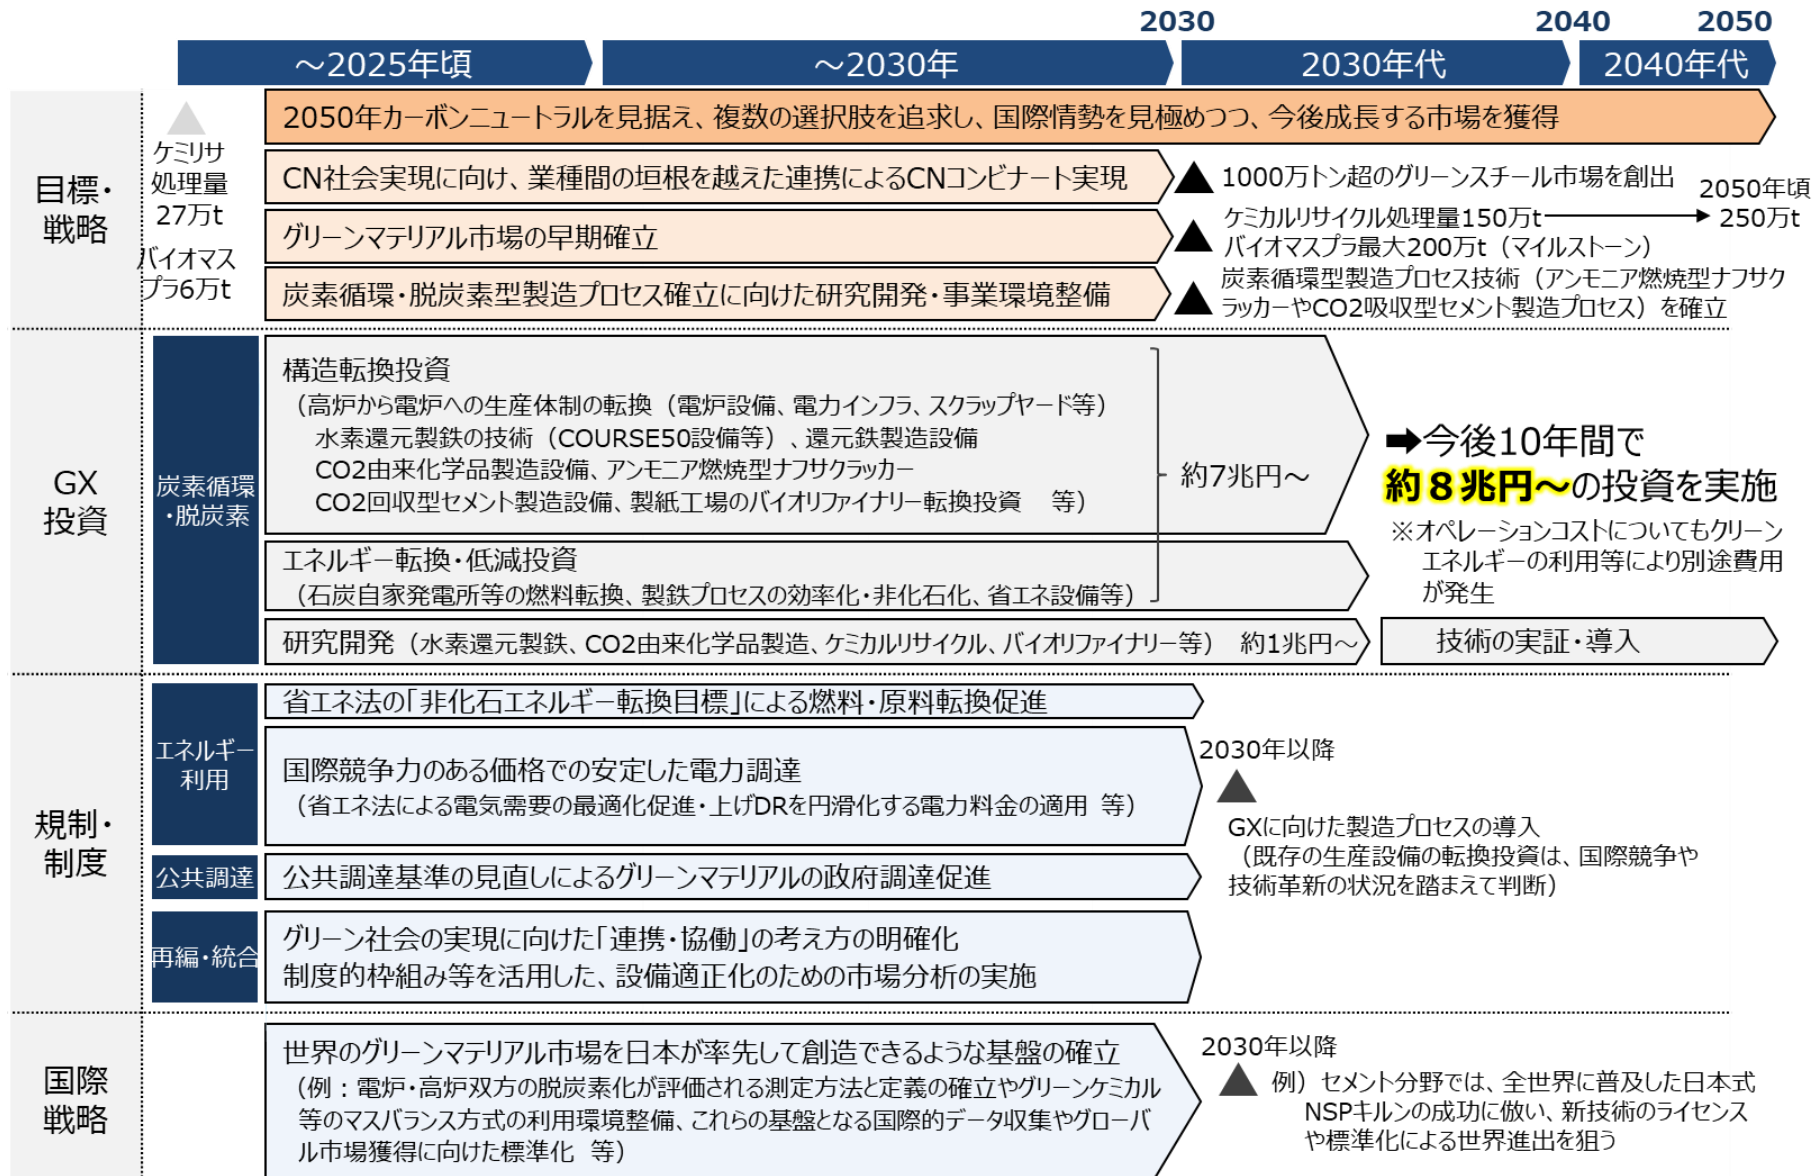 2030
2040
2050
～2025年頃
～2030年
2030年代
2040年代
目標・
戦略
ケミリサ
処理量
27万t
バイオマス
プラ6万t
2050年カーボンニュートラルを見据え、複数の選択肢を追求し、国際情勢を見極めつつ、今後成長する市場を獲得
CN社会実現に向け、業種間の垣根を越えた連携によるCNコンビナート実現
▲ 1000万トン超のグリーンスチール市場を創出
グリーンマテリアル市場の早期確立
2050年頃
▲ ケミカルリサイクル処理量150万t → 250万t
バイオマスプラ最大200万t（マイルストーン）
炭素循環・脱炭素型製造プロセス確立に向けた研究開発・事業環境整備
▲ 炭素循環型製造プロセス技術（アンモニア燃焼型ナフサク
ラッカーやCO2吸収型セメント製造プロセス）を確立
GX
投資
炭素循環
・脱炭素
構造転換投資
（高炉から電炉への生産体制の転換（電炉設備、電力インフラ、スクラップヤード等）
水素還元製鉄の技術（COURSE50設備等）、還元鉄製造設備
CO2由来化学品製造設備、アンモニア燃焼型ナフサクラッカー
CO2回収型セメント製造設備、製紙工場のバイオリファイナリー転換投資　等）
約7兆円～
エネルギー転換・低減投資
（石炭自家発電所等の燃料転換、製鉄プロセスの効率化・非化石化、省エネ設備等）
研究開発（水素還元製鉄、CO2由来化学品製造、ケミカルリサイクル、バイオリファイナリー等）　約1兆円～
技術の実証・導入
➡今後10年間で
約８兆円～の投資を実施
※オペレーションコストについてもクリーン
エネルギーの利用等により別途費用
が発生
規制・
制度
エネルギー
利用
省エネ法の「非化石エネルギー転換目標」による燃料・原料転換促進
国際競争力のある価格での安定した電力調達
（省エネ法による電気需要の最適化促進・上げDRを円滑化する電力料金の適用 等）
公共調達
公共調達基準の見直しによるグリーンマテリアルの政府調達促進
再編・統合
グリーン社会の実現に向けた「連携・協働」の考え方の明確化
制度的枠組み等を活用した、設備適正化のための市場分析の実施
2030年以降
▲
GXに向けた製造プロセスの導入
（既存の生産設備の転換投資は、国際競争や
技術革新の状況を踏まえて判断）
国際
戦略
世界のグリーンマテリアル市場を日本が率先して創造できるような基盤の確立
（例：電炉・高炉双方の脱炭素化が評価される測定方法と定義の確立やグリーンケミカル
等のマスバランス方式の利用環境整備、これらの基盤となる国際的データ収集やグローバ
ル市場獲得に向けた標準化 等）
2030年以降
▲ 例）セメント分野では、全世界に普及した日本式
NSPキルンの成功に倣い、新技術のライセンス
や標準化による世界進出を狙う